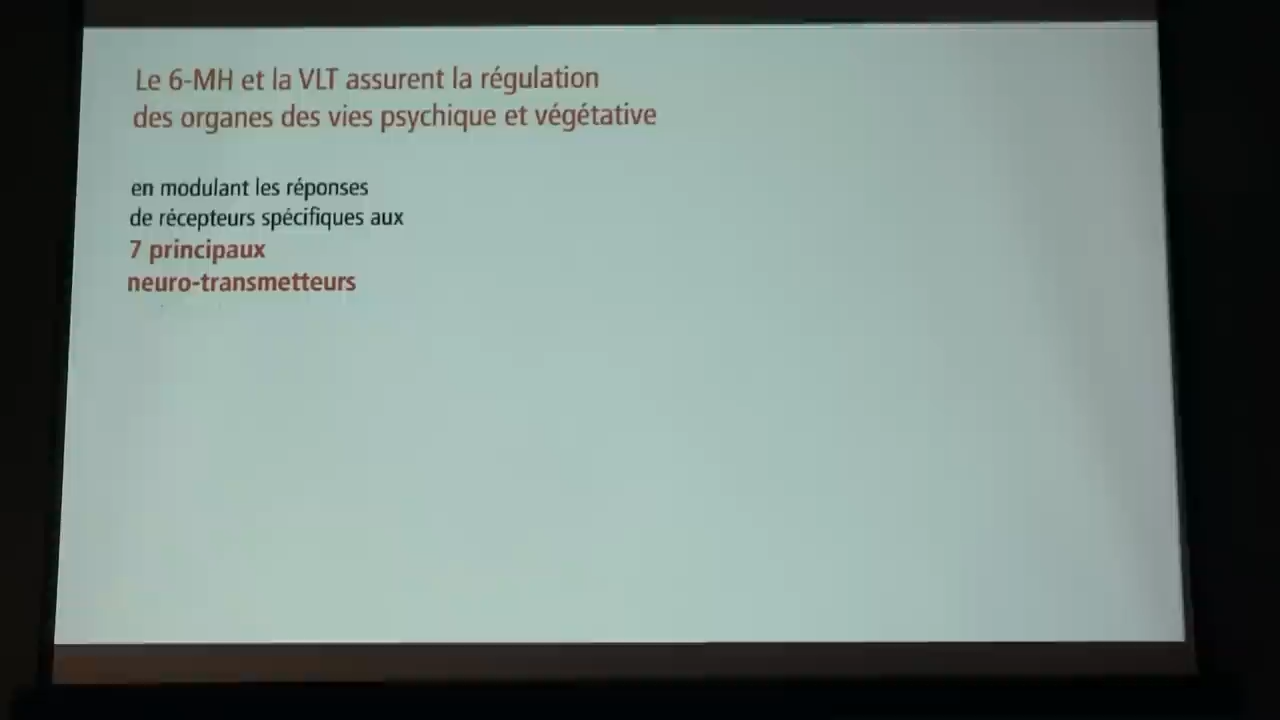 Le 6-MH et la VLT assurent la régulation
des organes des vies psychique et végétative
en modulant les réponses
de récepteurs spécifiques aux
7 principaux
neuro-transmetteurs